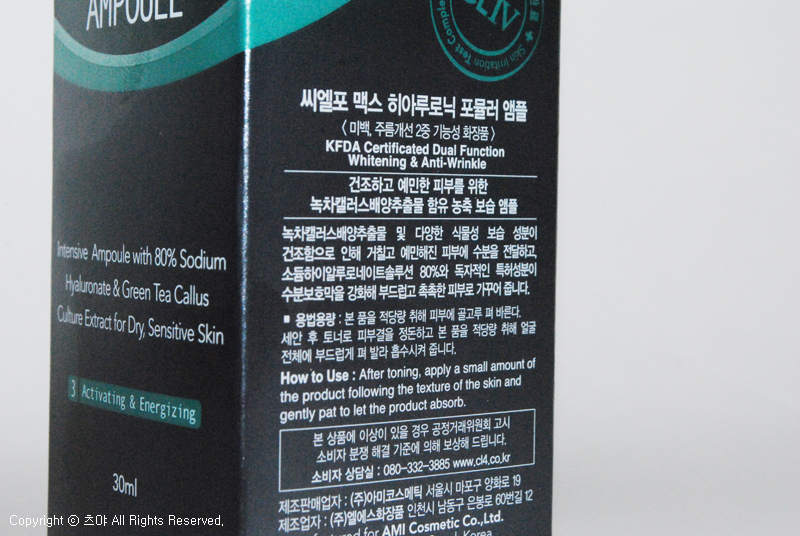 AMPOULE
Intensive Ampoule with 80% Sodium
Hyaluronate & Green Tea Callus
Culture Extract for Dry, Sensitive Skin
3 Activating & Energizing
30ml
Skin Irritation Test
씨엘포 맥스 히아루로닉 포뮬러 앰플
< 미백, 주름개선 2중 기능성 화장품 >
KFDA Certificated Dual Function
Whitening & Anti-Wrinkle
건조하고 예민한 피부를 위한
녹차캘러스배양추출물 함유 농축 보습 앰플
녹차캘러스배양추출물 및 다양한 식물성 보습 성분이
건조함으로 인해 거칠고 예민해진 피부에 수분을 전달하고,
소듐하이알루로네이트솔루션 80%와 독자적인 특허성분이
수분보호막을 강화해 부드럽고 촉촉한 피부로 가꾸어 줍니다.
■ 용법용량 : 본 품을 적당량 취해 피부에 골고루 펴 바른다.
세안 후 토너로 피부결을 정돈하고 본 품을 적당량 취해 얼굴
전체에 부드럽게 펴 발라 흡수시켜 줍니다.
How to Use : After toning, apply a small amount of
the product following the texture of the skin and
gently pat to let the product absorb.
본 상품에 이상이 있을 경우 공정거래위원회 고시
소비자 분쟁 해결 기준에 의해 보상해 드립니다.
소비자 상담실 : 080-332-3885 www.cl4.co.kr
제조판매업자 : (주)아미코스메틱 서울시 마포구 양화로 19
제조업자 : (주)엘에스화장품 인천시 남동구 은봉로 60번길 12
for AMI Cosmetic Co.,Ltd.
Korea
Copyright ⓒ 츠야 All Rights Reserved.